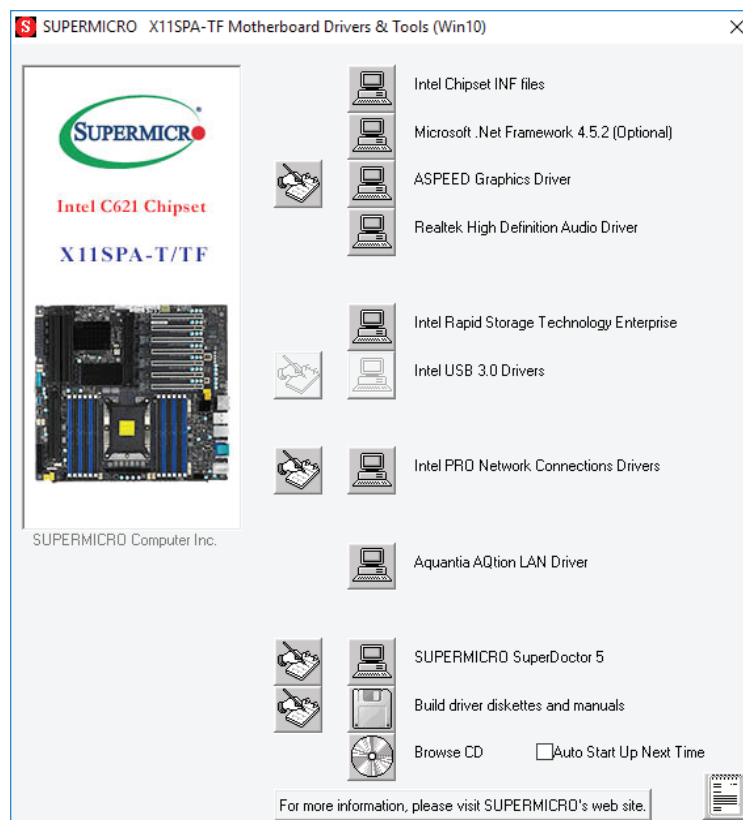 SUPERMICRO X11SPA-TF Motherboard Drivers & Tools (Win10)
SUPERMICR
Intel C621 Chipset
X11SPA-T/TF
SUPERMICRO Computer Inc.
Intel Chipset INF files
Microsoft .Net Framework 4.5.2 (Optional)
ASPEED Graphics Driver
Realtek High Definition Audio Driver
Intel Rapid Storage Technology Enterprise
Intel USB 3.0 Drivers
Intel PRO Network Connections Drivers
Aquantia AQtion LAN Driver
SUPERMICRO SuperDoctor 5
Build driver diskettes and manuals
Browse CD Auto Start Up Next Time
For more information, please visit SUPERMICRO's web site.